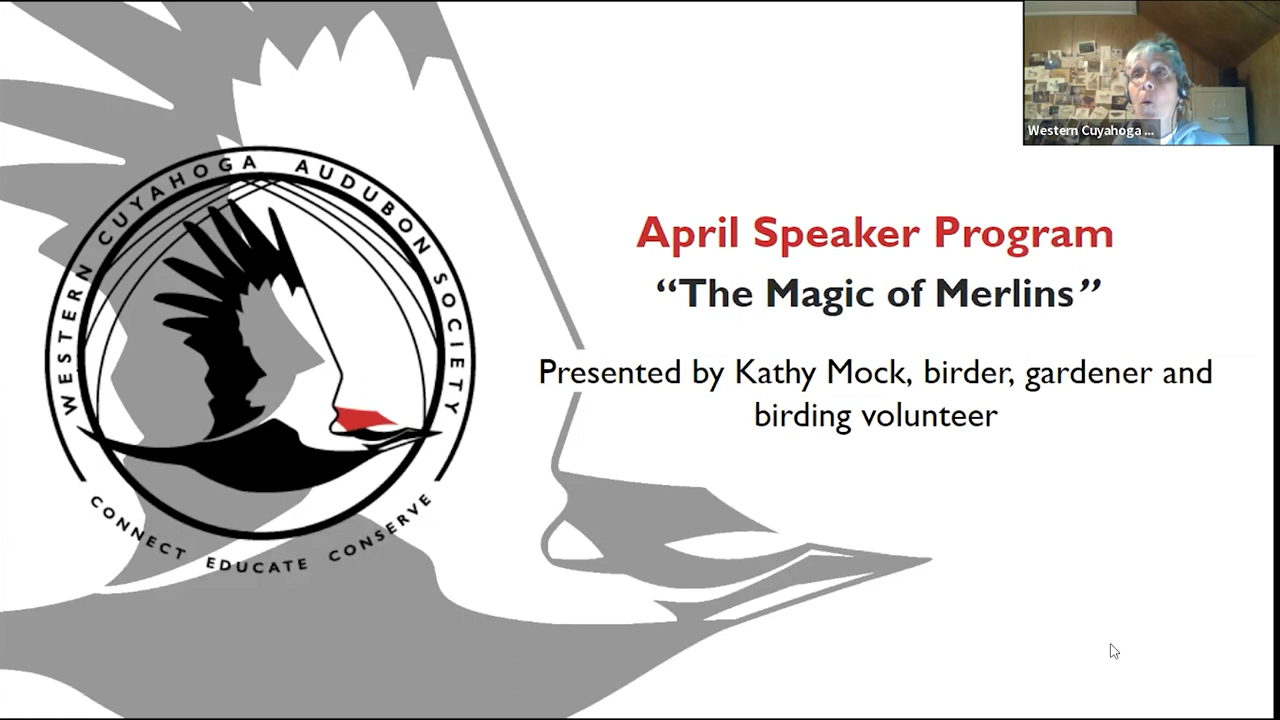 WESTERN CUYAHOGA AUDUBON SOCIETY
CONNECT EDUCATE CONSERVE
Western Cuyahoga ...
April Speaker Program
“The Magic of Merlins”
Presented by Kathy Mock, birder, gardener and
birding volunteer